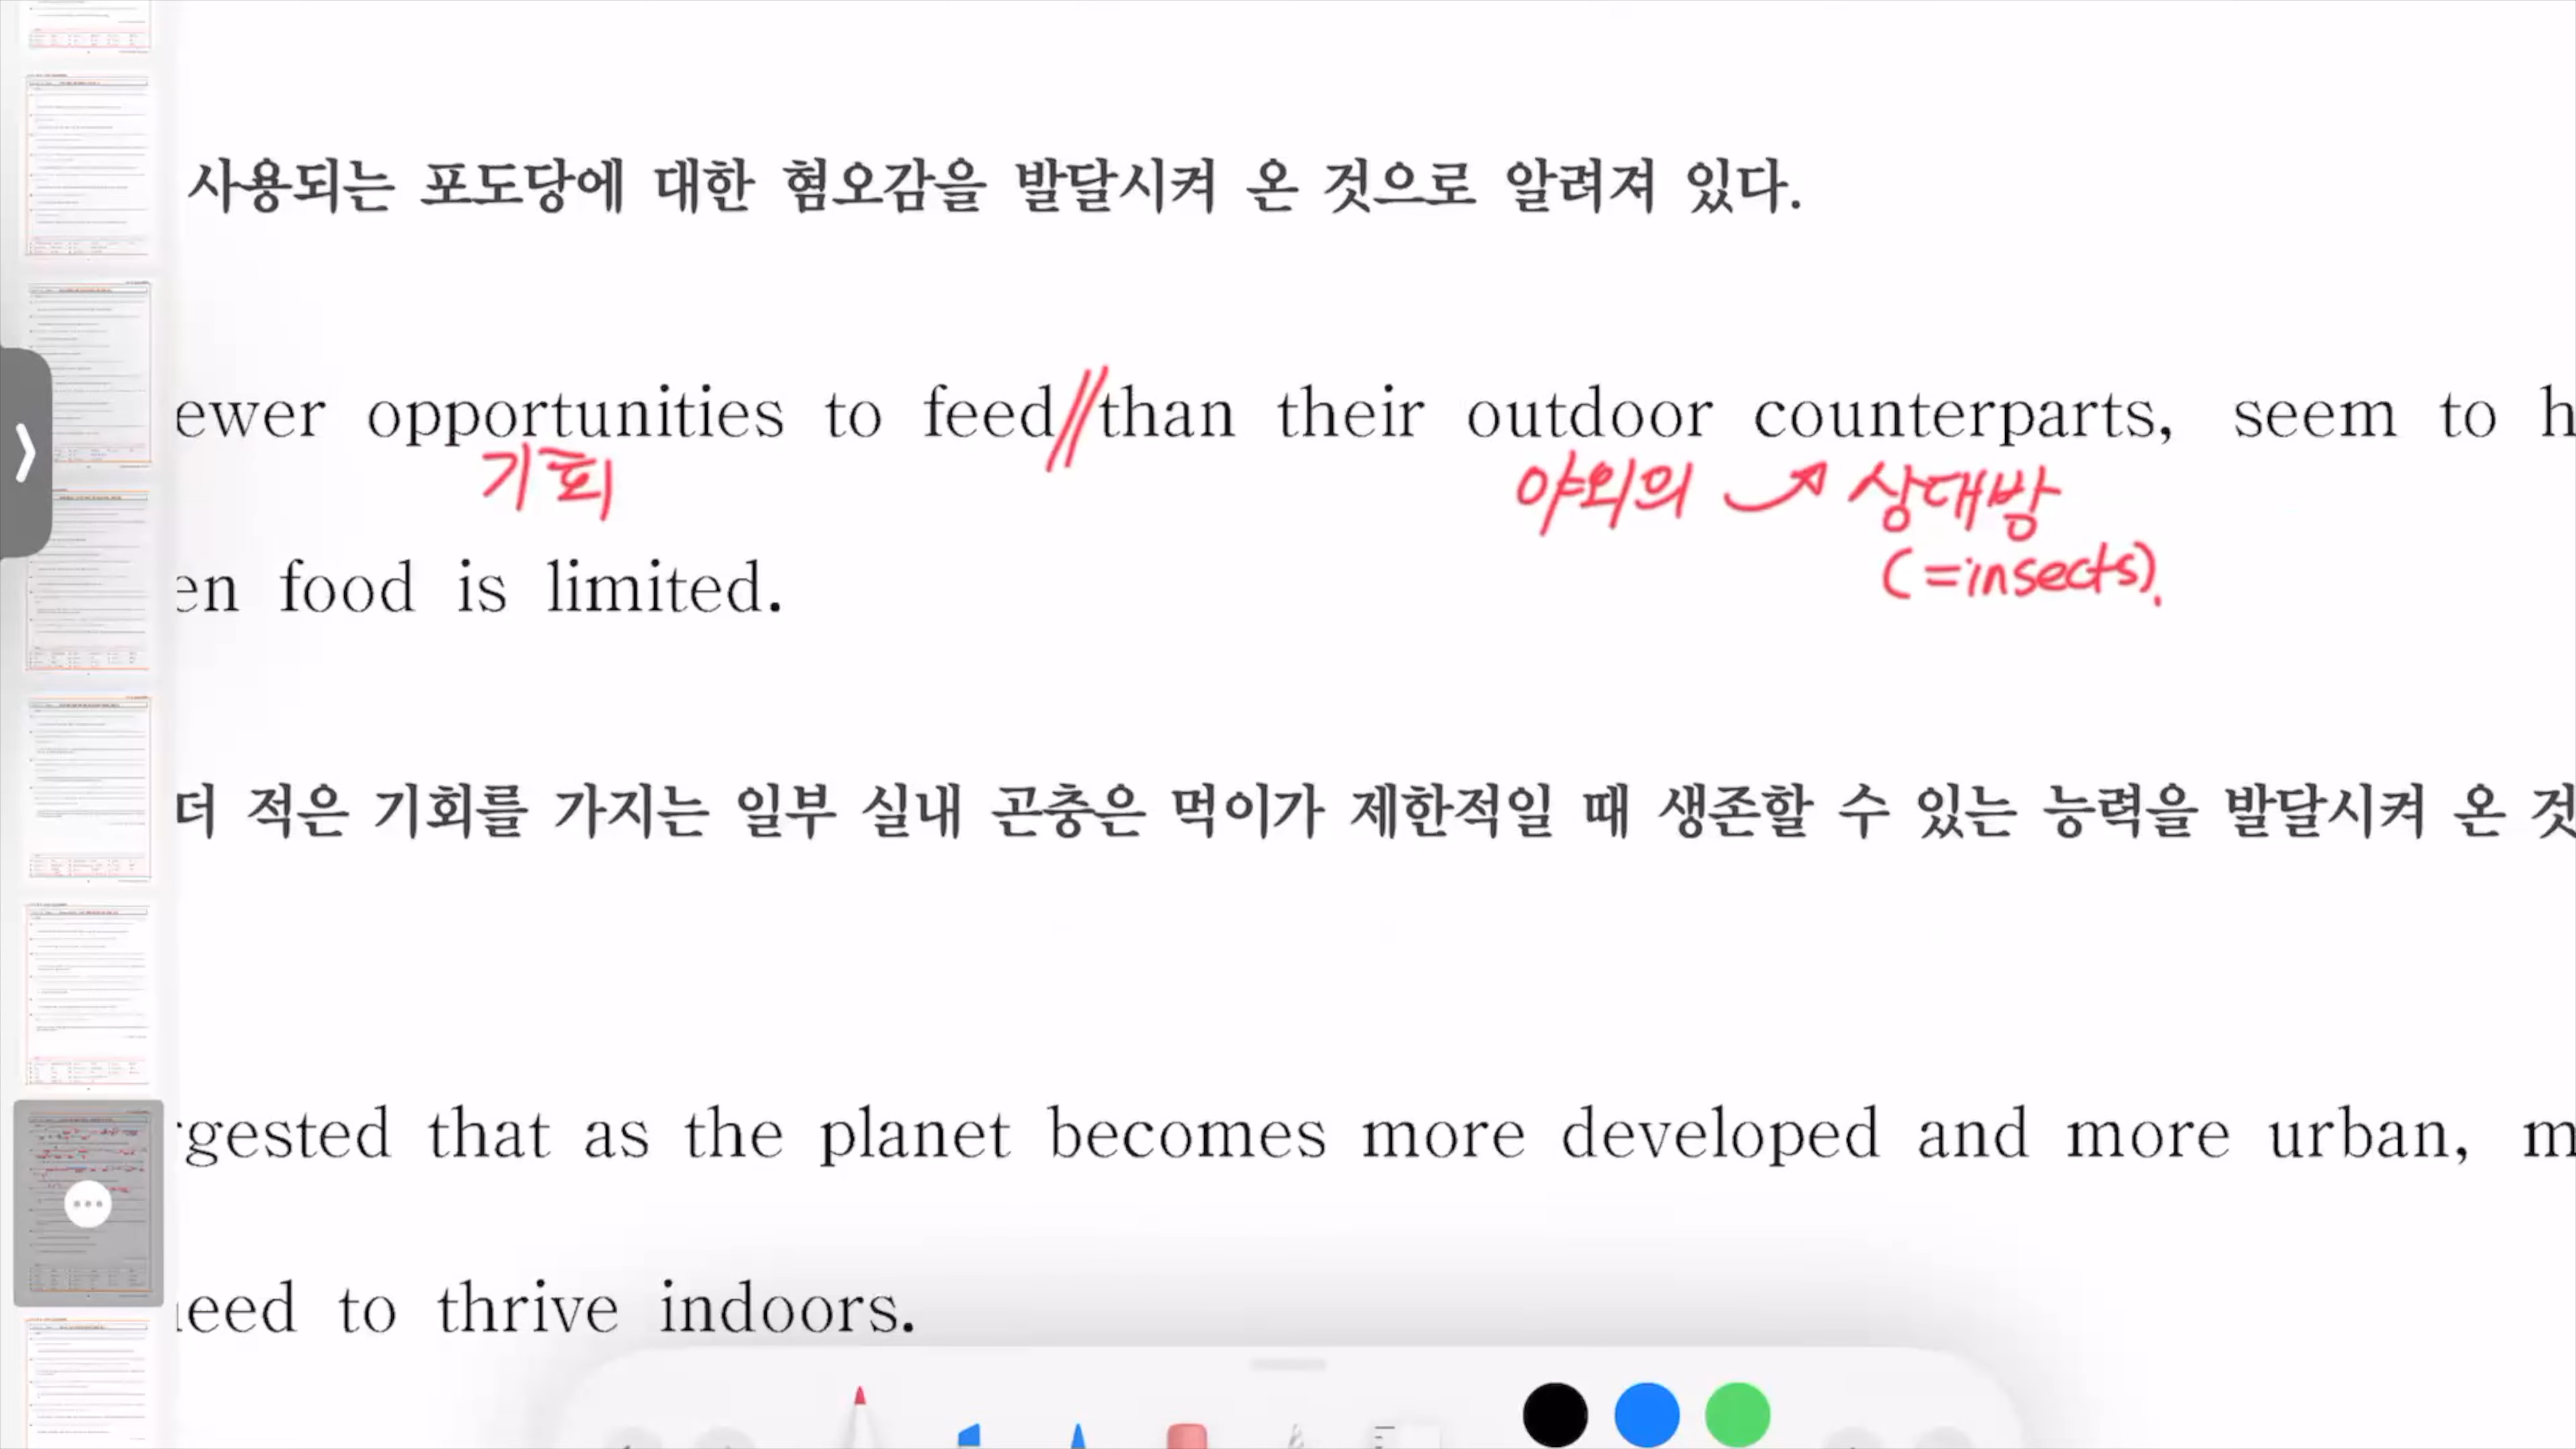 사용되는 포도당에 대한 혐오감을 발달시켜 온 것으로 알려져 있다.
ewer opportunities to feed//than their outdoor counterparts, seem to h
기회 야외의 상대방
(=insects).
en food is limited.
더 적은 기회를 가지는 일부 실내 곤충은 먹이가 제한적일 때 생존할 수 있는 능력을 발달시켜 온 것
gested that as the planet becomes more developed and more urban, m
eed to thrive indoors.